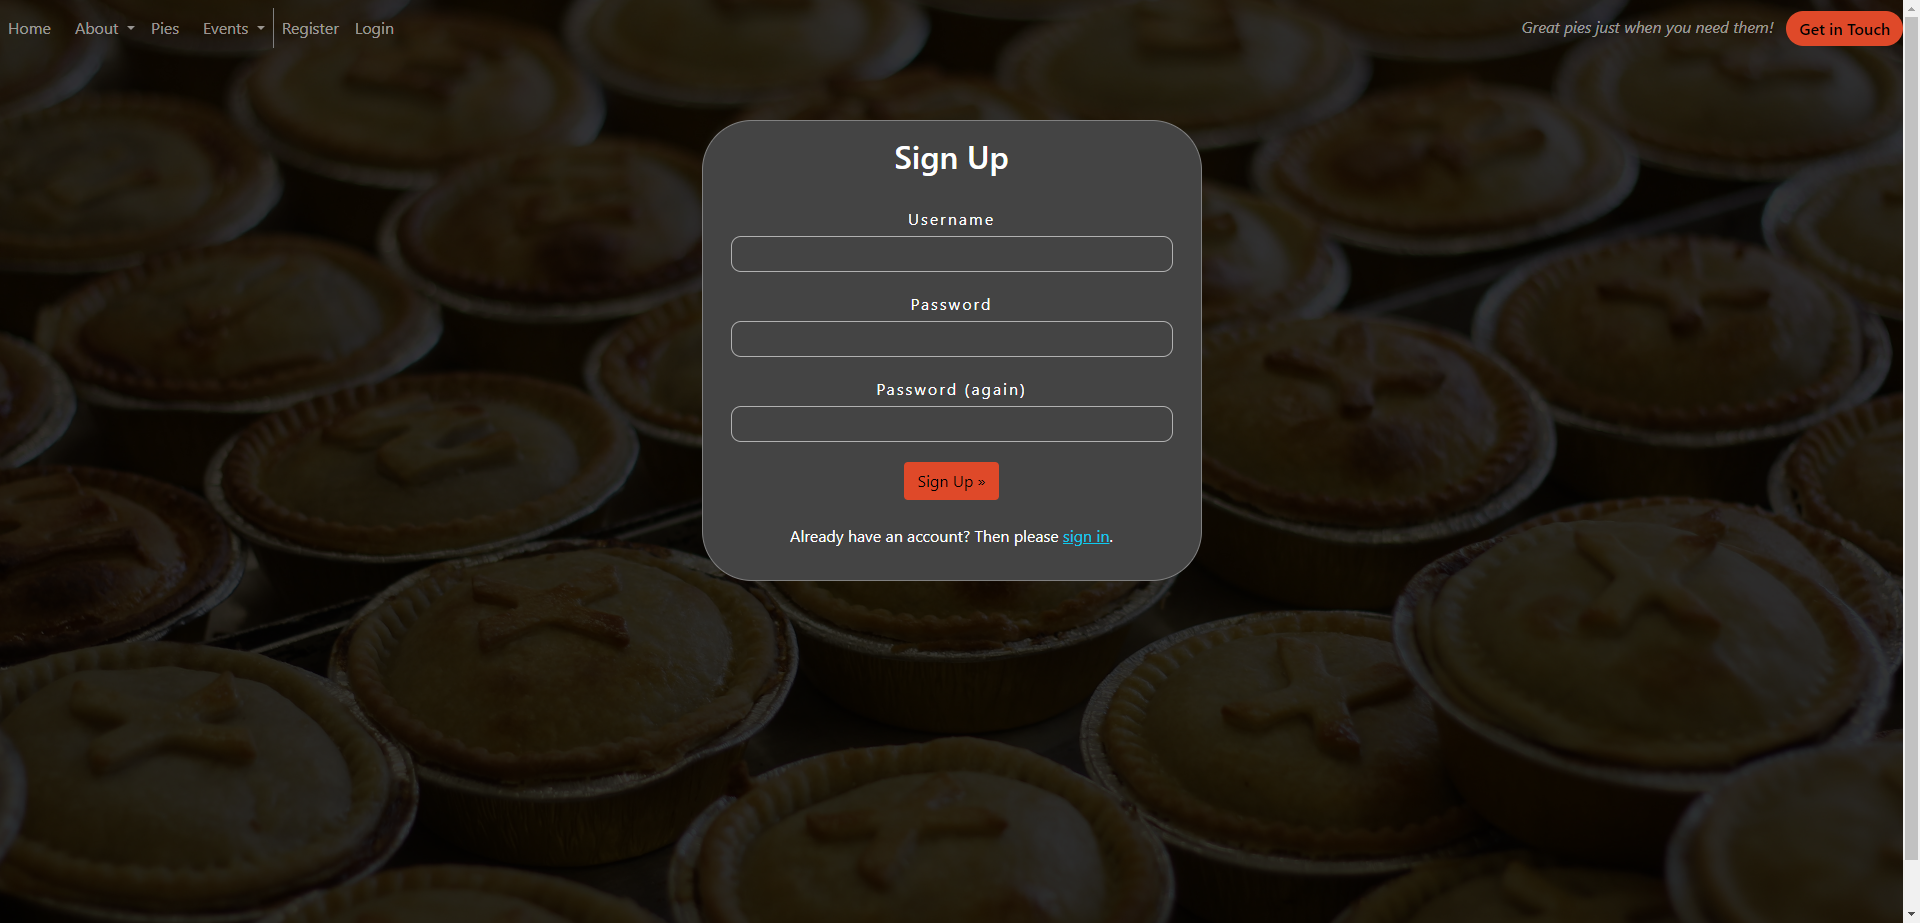 Home About Pies Events Register Login Great pies just when you need them! Get in Touch
Sign Up
Username
Password
Password (again)
Sign Up »
Already have an account? Then please sign in.